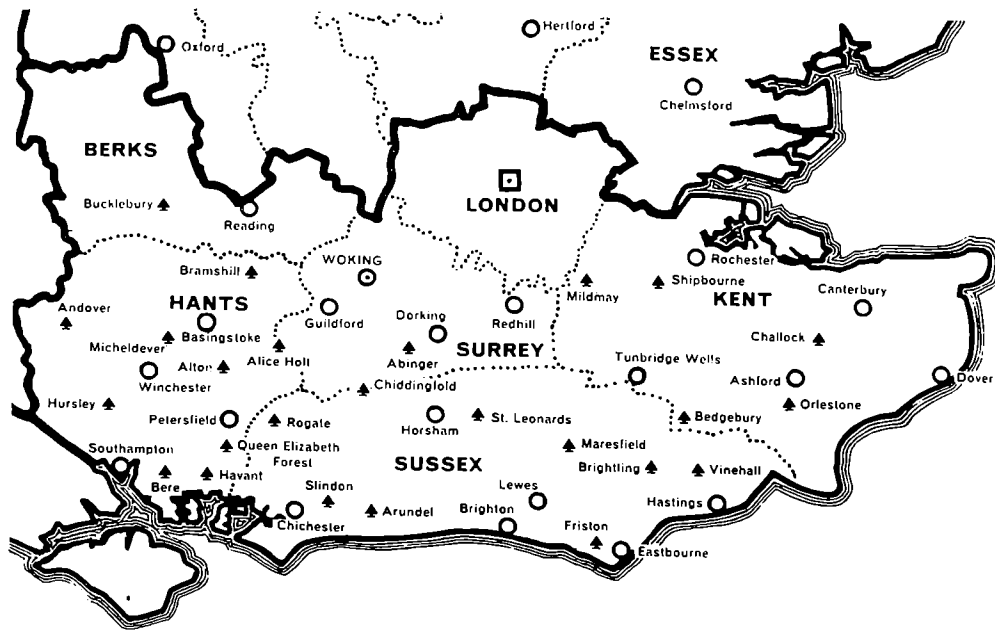 Oxford
Hertford
ESSEX
Chelmsford
BERKS
Bucklebury
Reading
LONDON
Bramshill
WOKING
Rochester
Shipbourne
Mildmay
KENT
Canterbury
HANTS
Andover
Guildford
Dorking
Redhill
Basingstoke
Micheldever
Alice Holt
Abinger
SURREY
Challock
Alton
Winchester
Tunbridge Wells
Ashford
Dover
Chiddingfold
Hursley
Orlestone
Petersfield
Rogate
Horsham
St. Leonards
Bedgebury
Southampton
Queen Elizabeth
Forest
Maresfield
SUSSEX
Brightling
Vinehall
Bere
Havant
Slindon
Lewes
Hastings
Chichester
Arundel
Brighton
Friston
Eastbourne